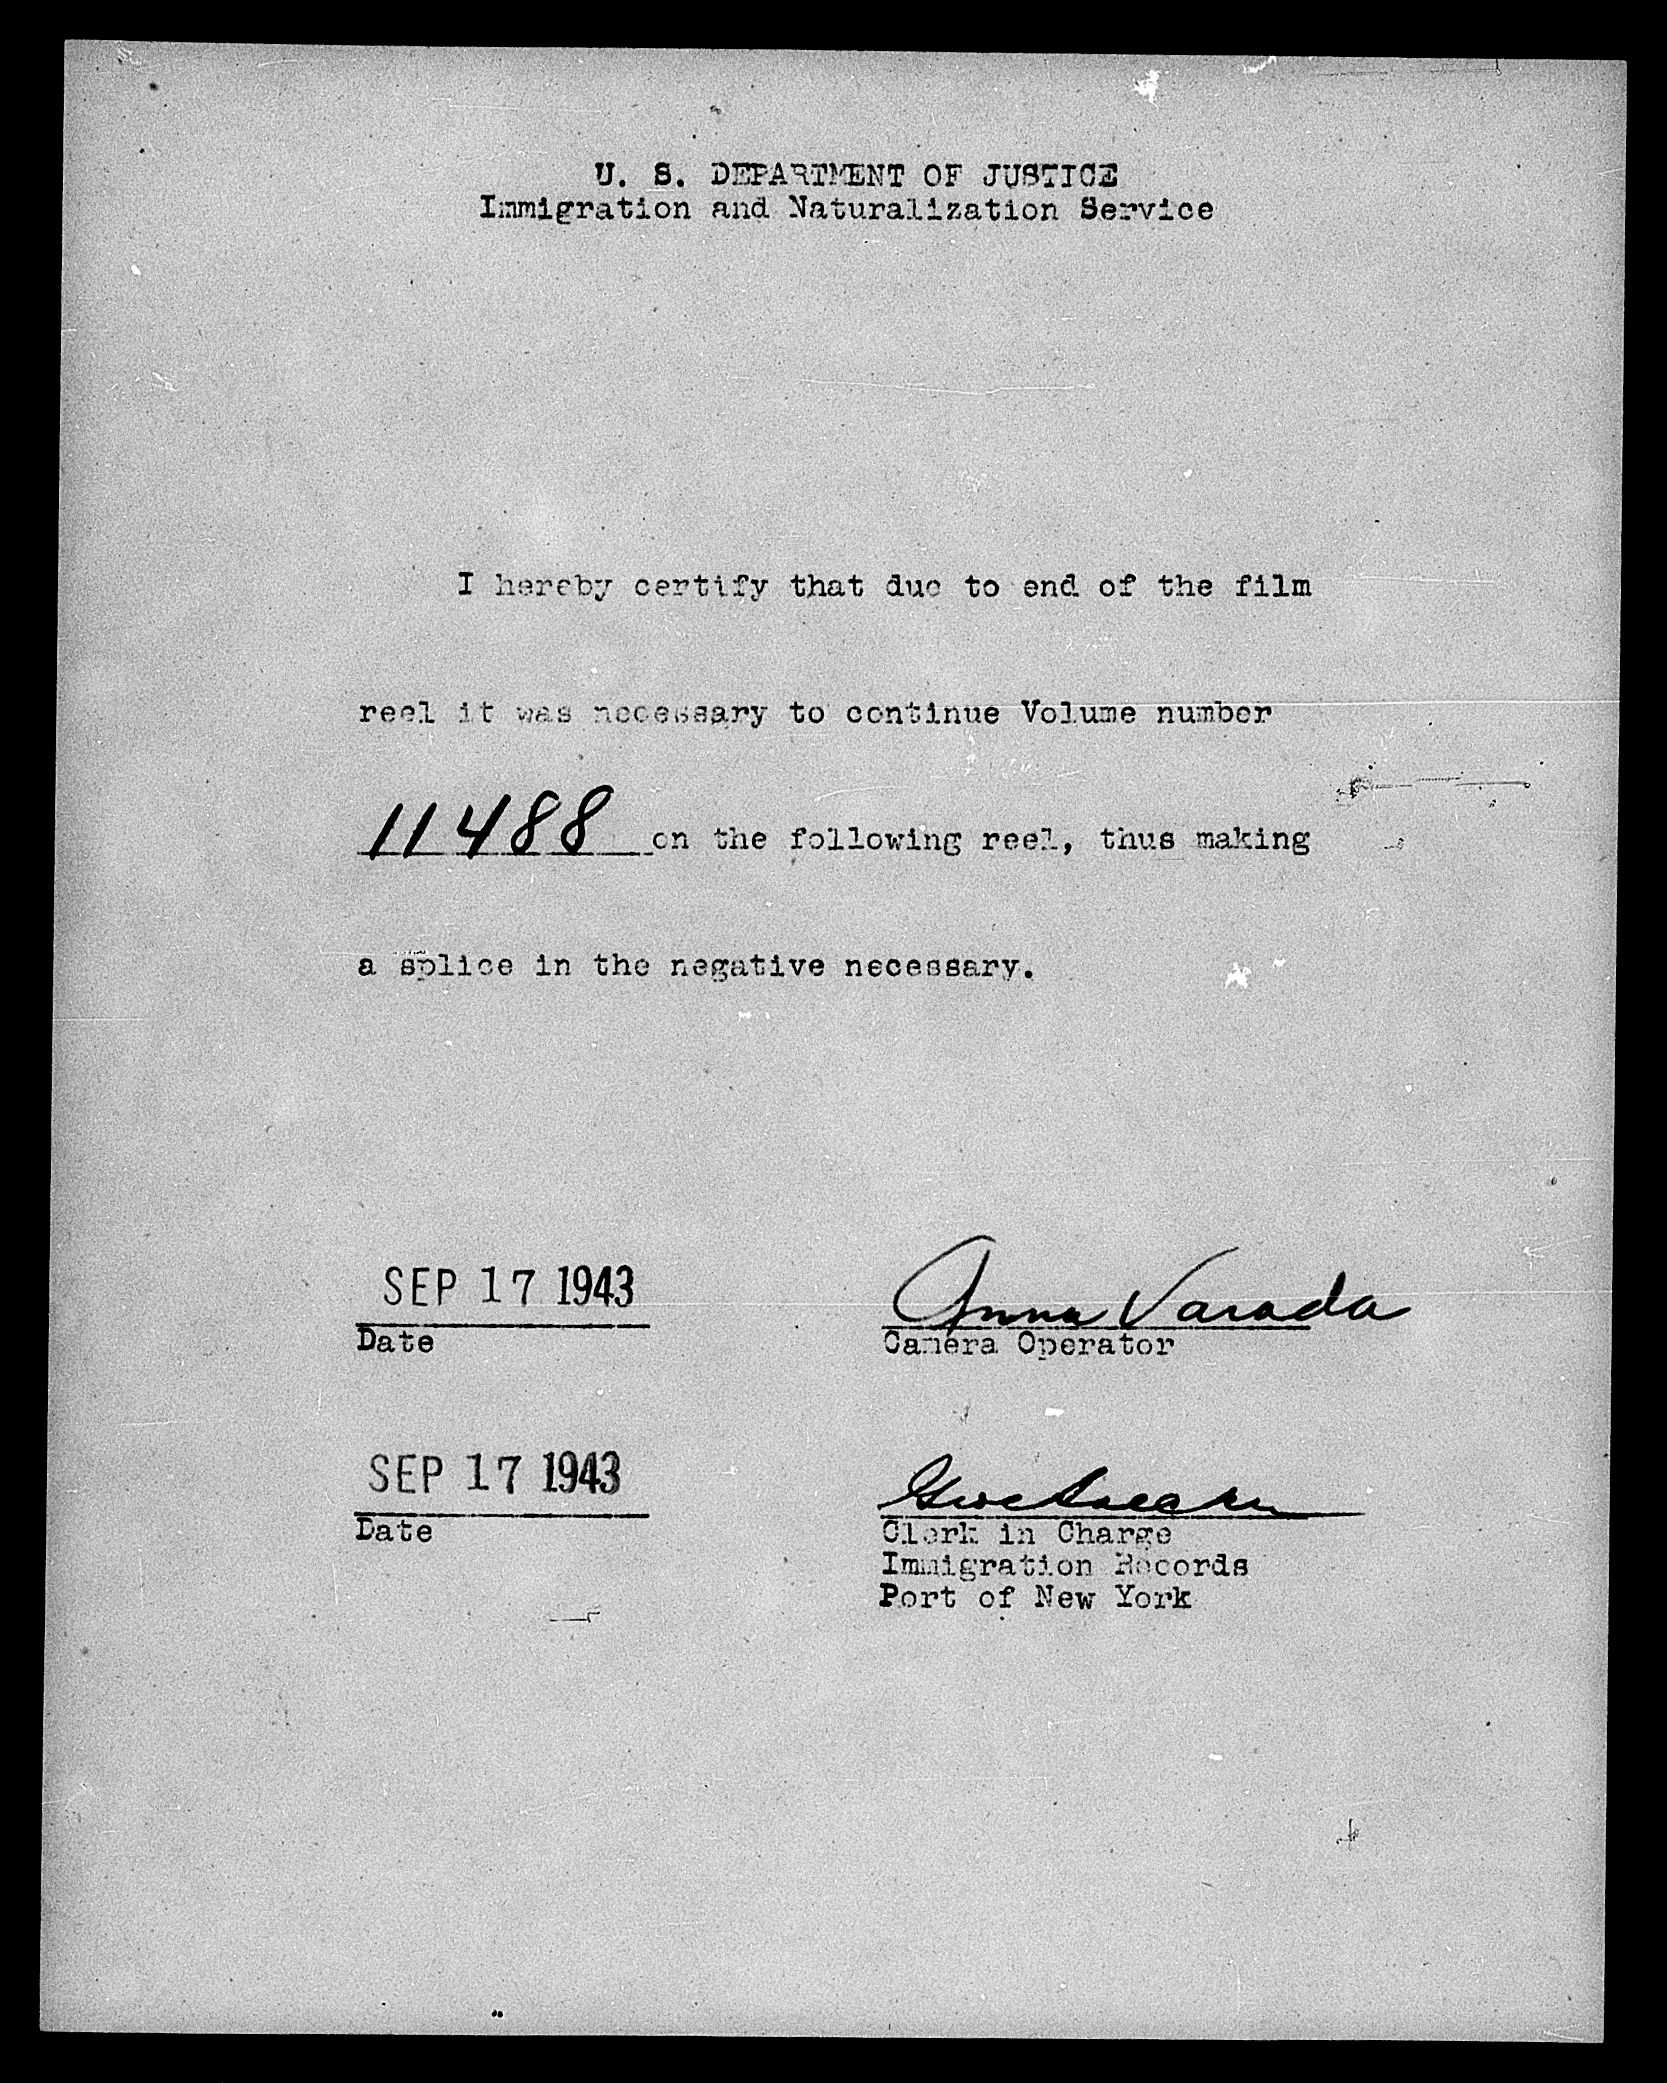 U. S. DEPARTMENT OF JUSTICE
Immigration and Naturalization Service
I hereby certify that due to end of the film
reel it was necessary to continue Volume number
11488 on the following reel, thus making
a splice in the negative necessary.
SEP 17 1943
Date
Anna Varada
Camera Operator
SEP 17 1943
Date
Clerk in Charge
Immigration Records
Port of New York